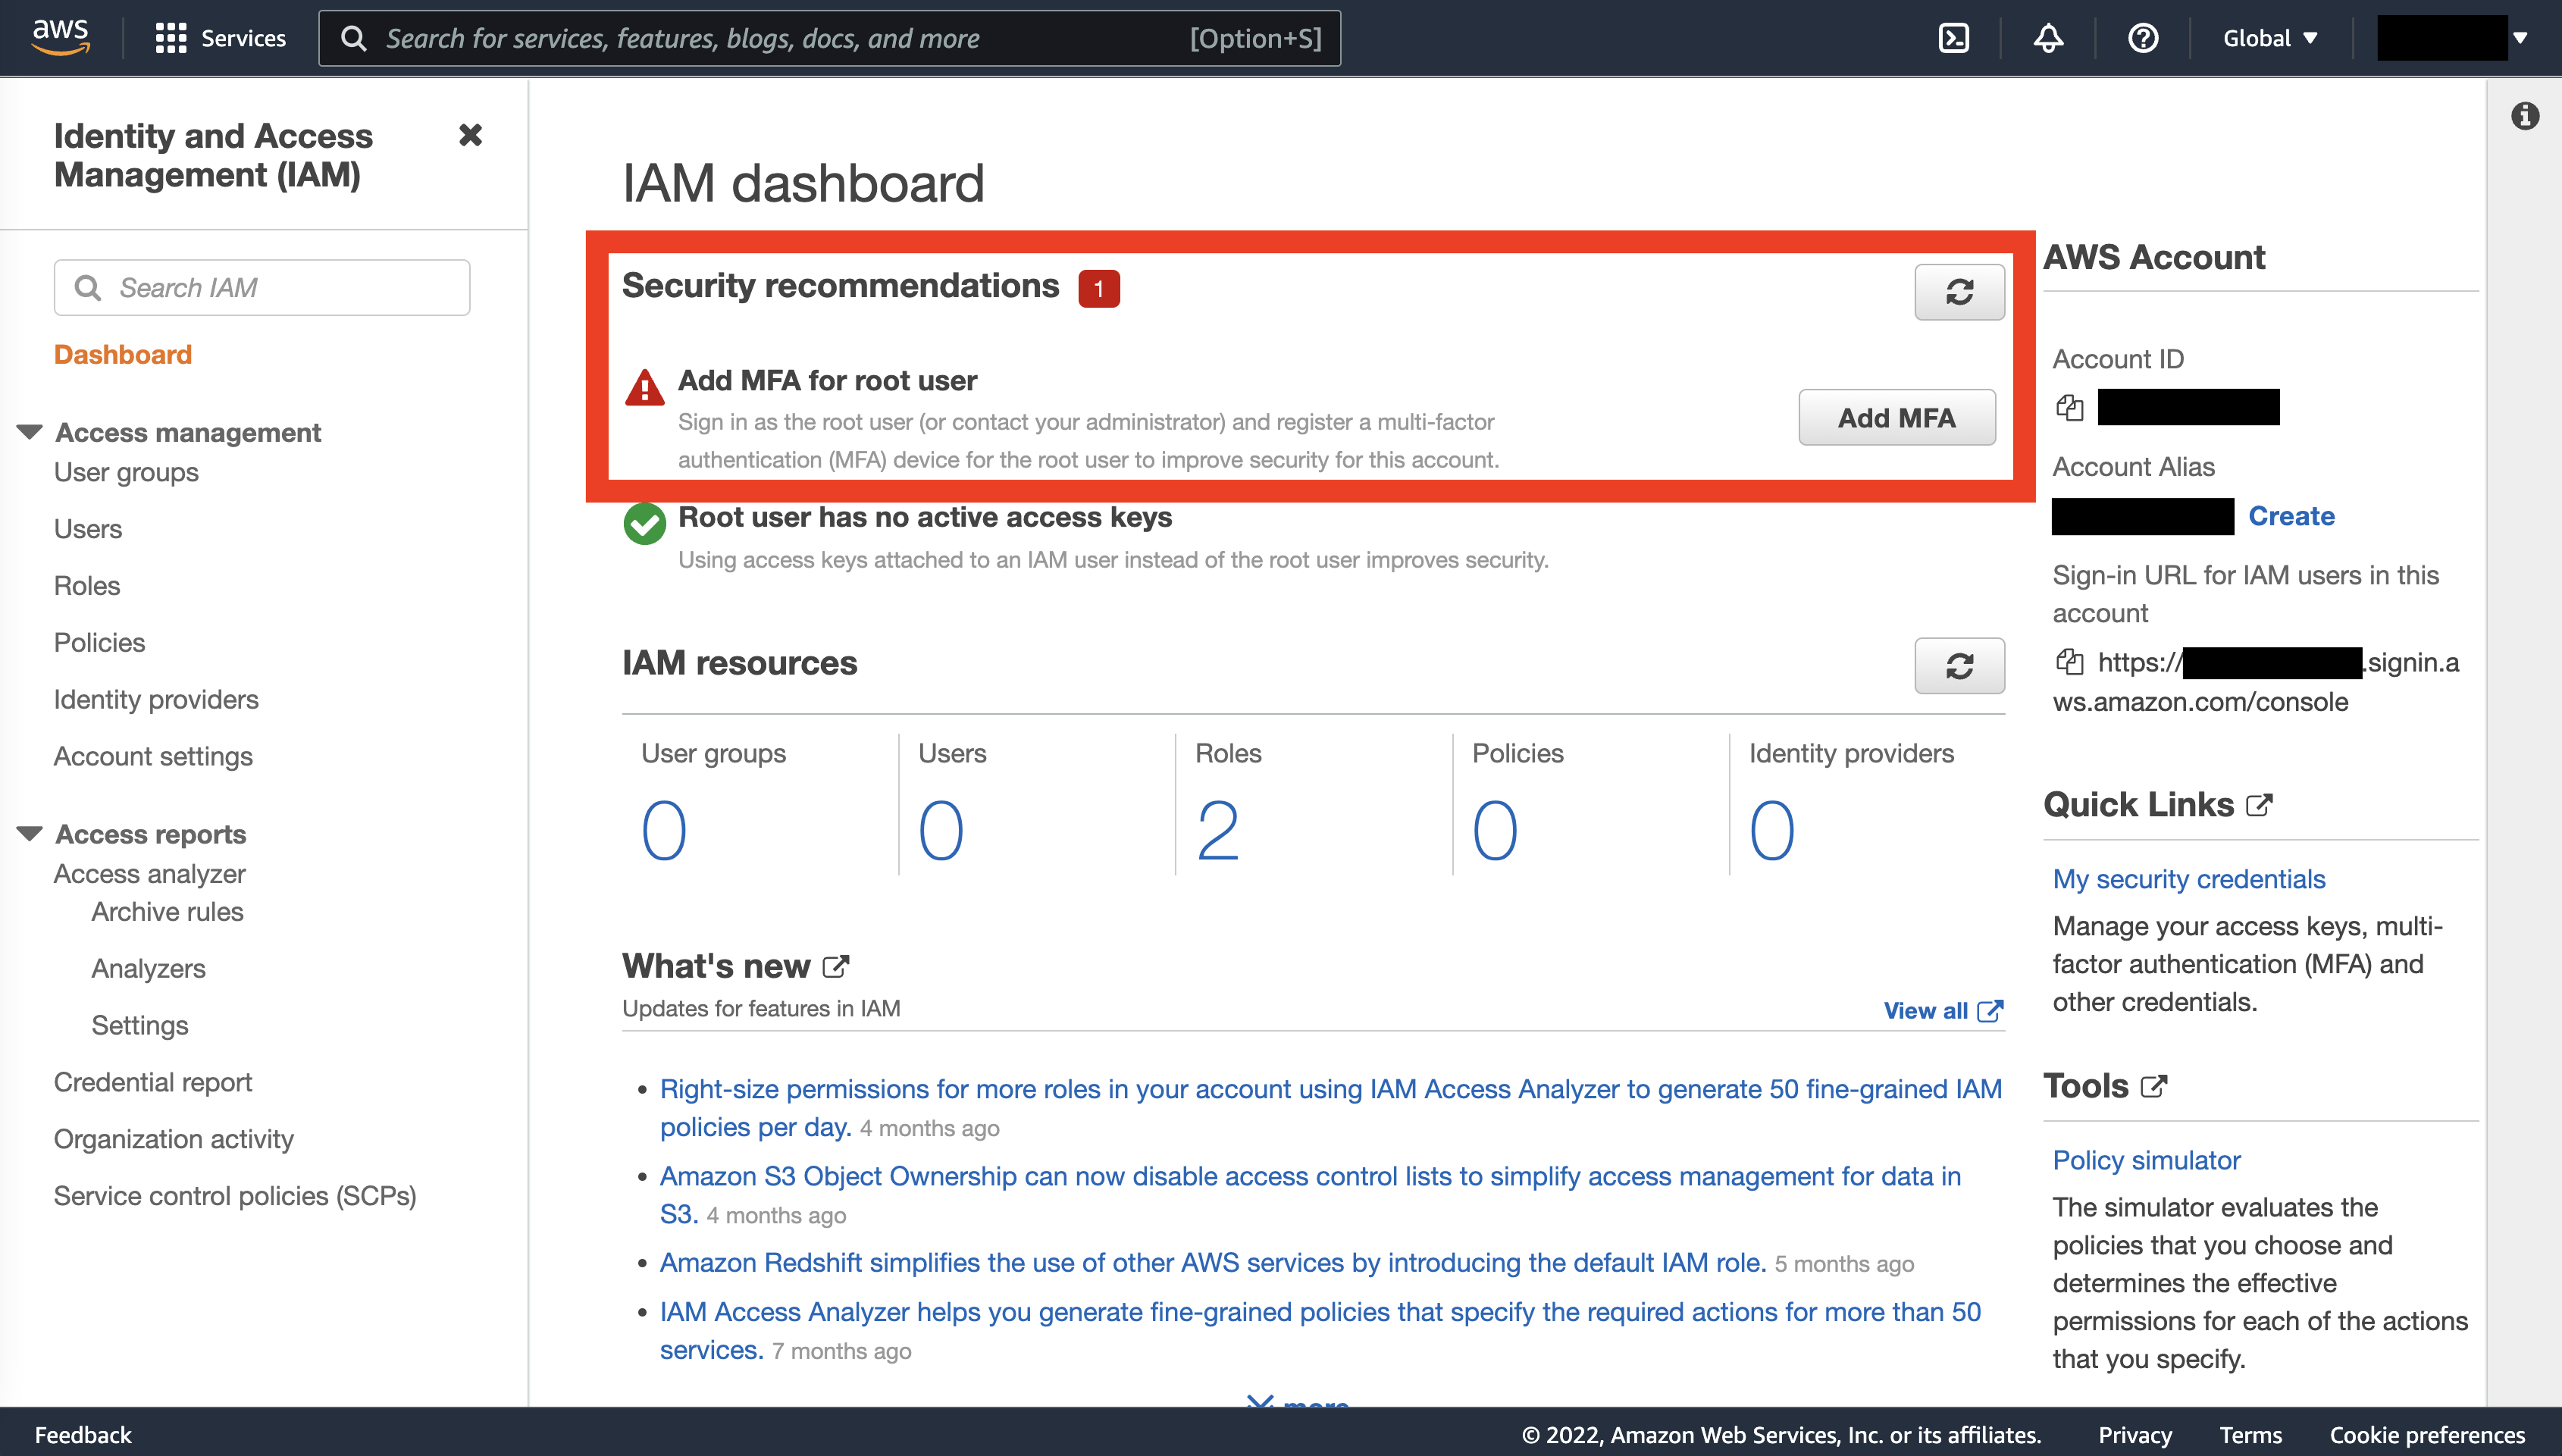 aws
Services
Search for services, features, blogs, docs, and more
[Option+S]
Global
Identity and Access
Management (IAM)
Search IAM
Dashboard
Access management
User groups
Users
Roles
Policies
Identity providers
Account settings
Access reports
Access analyzer
Archive rules
Analyzers
Settings
Credential report
Organization activity
Service control policies (SCPs)
IAM dashboard
Security recommendations 1
Add MFA for root user
Sign in as the root user (or contact your administrator) and register a multi-factor
authentication (MFA) device for the root user to improve security for this account.
Add MFA
Root user has no active access keys
Using access keys attached to an IAM user instead of the root user improves security.
IAM resources
User groups
0
Users
0
Roles
2
Policies
0
Identity providers
0
What's new
Updates for features in IAM
View all
• Right-size permissions for more roles in your account using IAM Access Analyzer to generate 50 fine-grained IAM
policies per day. 4 months ago
• Amazon S3 Object Ownership can now disable access control lists to simplify access management for data in
S3. 4 months ago
• Amazon Redshift simplifies the use of other AWS services by introducing the default IAM role. 5 months ago
• IAM Access Analyzer helps you generate fine-grained policies that specify the required actions for more than 50
services. 7 months ago
more
AWS Account
Account ID
Account Alias
Create
Sign-in URL for IAM users in this
account
https:// .signin.a
ws.amazon.com/console
Quick Links
My security credentials
Manage your access keys, multi-
factor authentication (MFA) and
other credentials.
Tools
Policy simulator
The simulator evaluates the
policies that you choose and
determines the effective
permissions for each of the actions
that you specify.
Feedback
© 2022, Amazon Web Services, Inc. or its affiliates.
Privacy
Terms
Cookie preferences